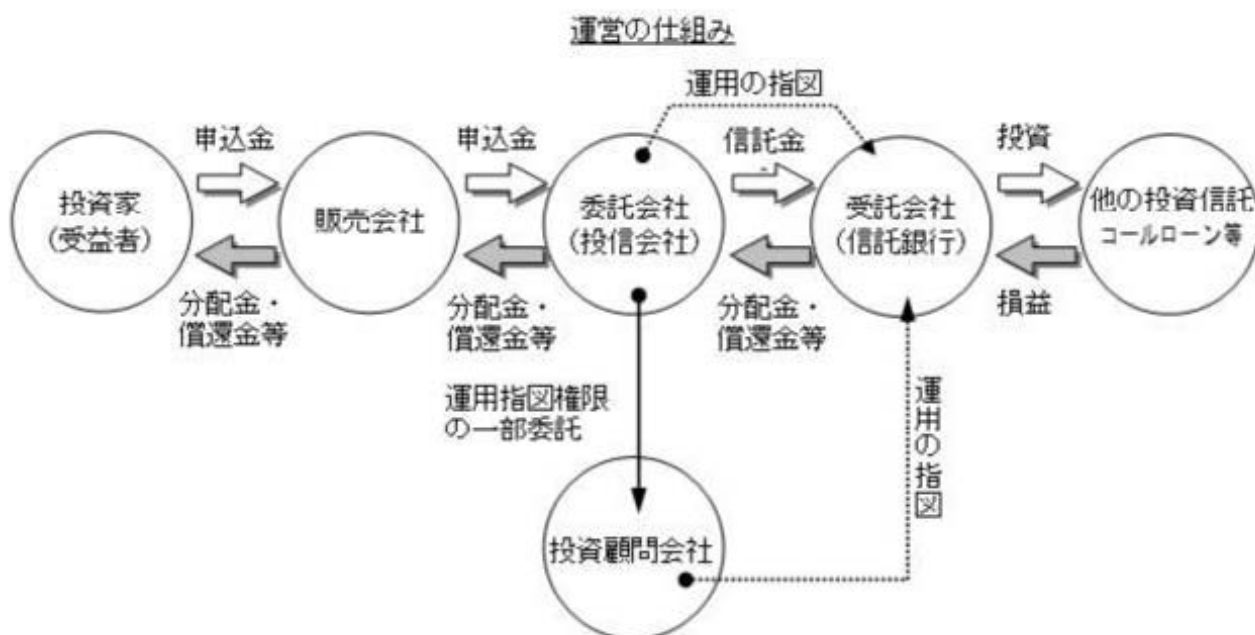 運営の仕組み
運用の指図
申込金
申込金
信託金
投資
投資家
(受益者)
販売会社
委託会社
(投信会社)
受託会社
(信託銀行)
他の投資信託
コールローン等
分配金・
償還金等
分配金・
償還金等
分配金・
償還金等
損益
運用指図権限
の一部委託
運用の指図
投資顧問会社